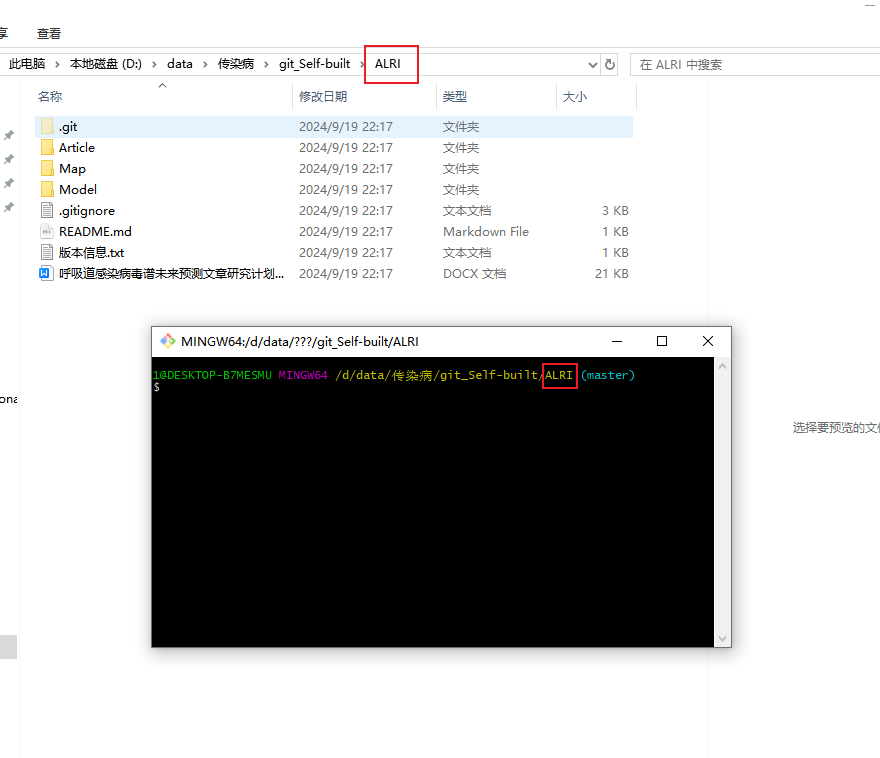 享 查看
此电脑 › 本地磁盘 (D:) › data › 传染病 › git_Self-built › ALRI 在 ALRI 中搜索
名称 修改日期 类型 大小
.git 2024/9/19 22:17 文件夹
Article 2024/9/19 22:17 文件夹
Map 2024/9/19 22:17 文件夹
Model 2024/9/19 22:17 文件夹
.gitignore 2024/9/19 22:17 文本文档 3 KB
README.md 2024/9/19 22:17 Markdown File 1 KB
版本信息.txt 2024/9/19 22:17 文本文档 1 KB
呼吸道感染病毒谱未来预测文章研究计划... 2024/9/19 22:17 DOCX 文档 21 KB
MINGW64:/d/data/???/git_Self-built/ALRI
1@DESKTOP-B7MESMU MINGW64 /d/data/传染病/git_Self-built/ALRI (master)
$
ona
选择要预览的文件